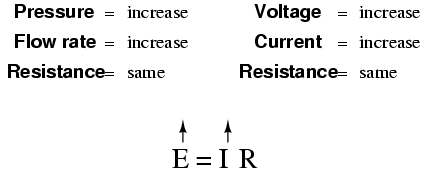 Pressure = increase Voltage = increase
Flow rate = increase Current = increase
Resistance= same Resistance= same
E = I R